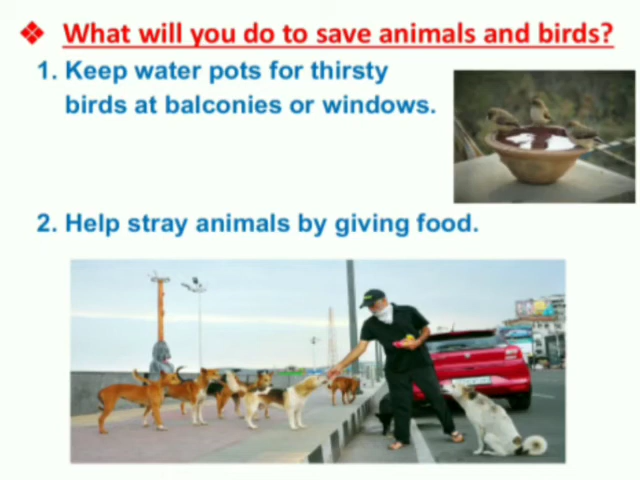 ❖ What will you do to save animals and birds?
1. Keep water pots for thirsty
birds at balconies or windows.
2. Help stray animals by giving food.